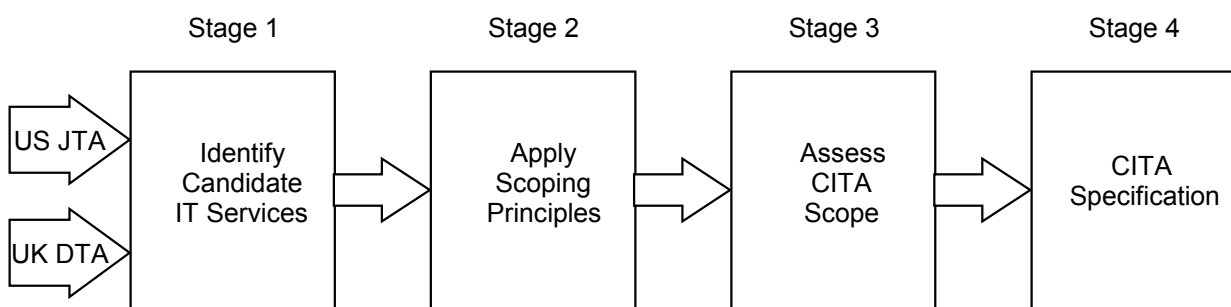 Stage 1
Stage 2
Stage 3
Stage 4
US JTA
UK DTA
Identify
Candidate
IT Services
Apply
Scoping
Principles
Assess
CITA
Scope
CITA
Specification